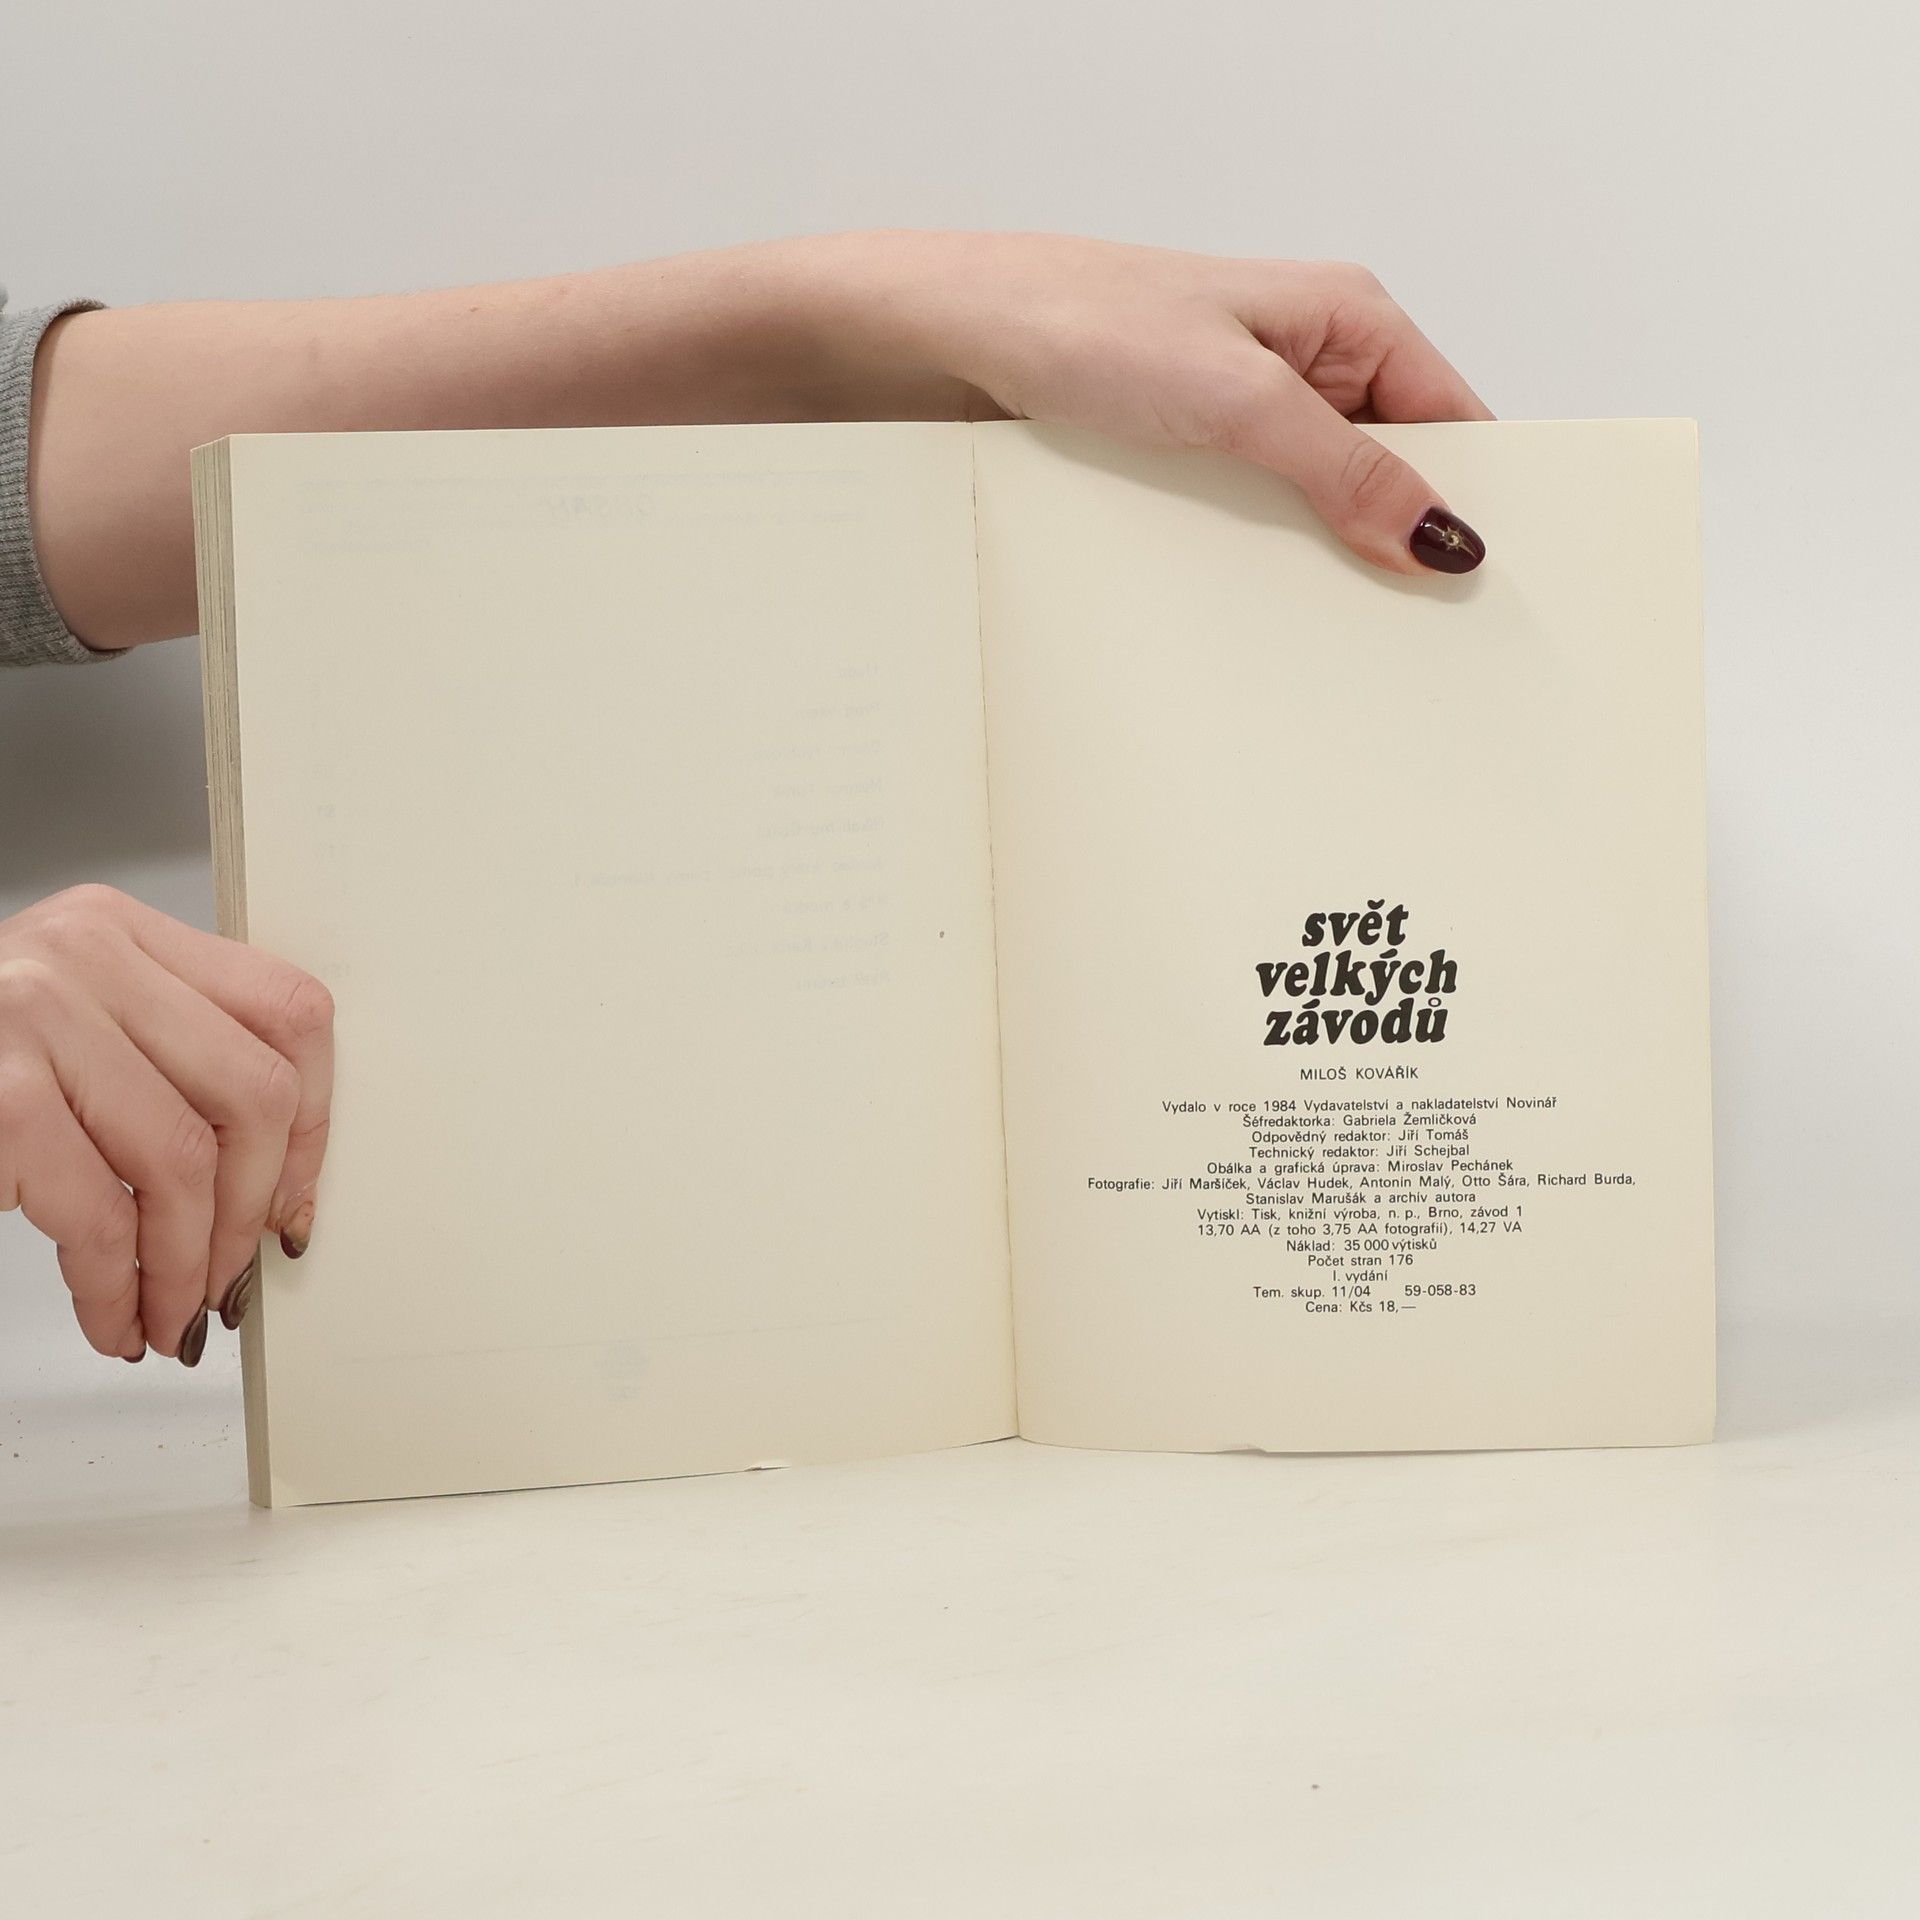 svět
velkých
závodů
MILOŠ KOVÁŘÍK
Vydalo v roce 1984 Vydavatelství a nakladatelství Novinář
Šéfredaktorka: Gabriela Žemličková
Odpovědný redaktor: Jiří Tomáš
Technický redaktor: Jiří Schejbal
Obálka a grafická úprava: Miroslav Pechánek
Fotografie: Jiří Maršíček, Václav Hudek, Antonín Malý, Otto Šára, Richard Burda,
Stanislav Marušák a archív autora
Vytiskl: Tisk, knižní výroba, n. p., Brno, závod 1
13,70 AA (z toho 3,75 AA fotografií), 14,27 VA
Náklad: 35 000 výtisků
Počet stran 176
I. vydání
Tem. skup. 11/04 59-058-83
Cena: Kčs 18,—